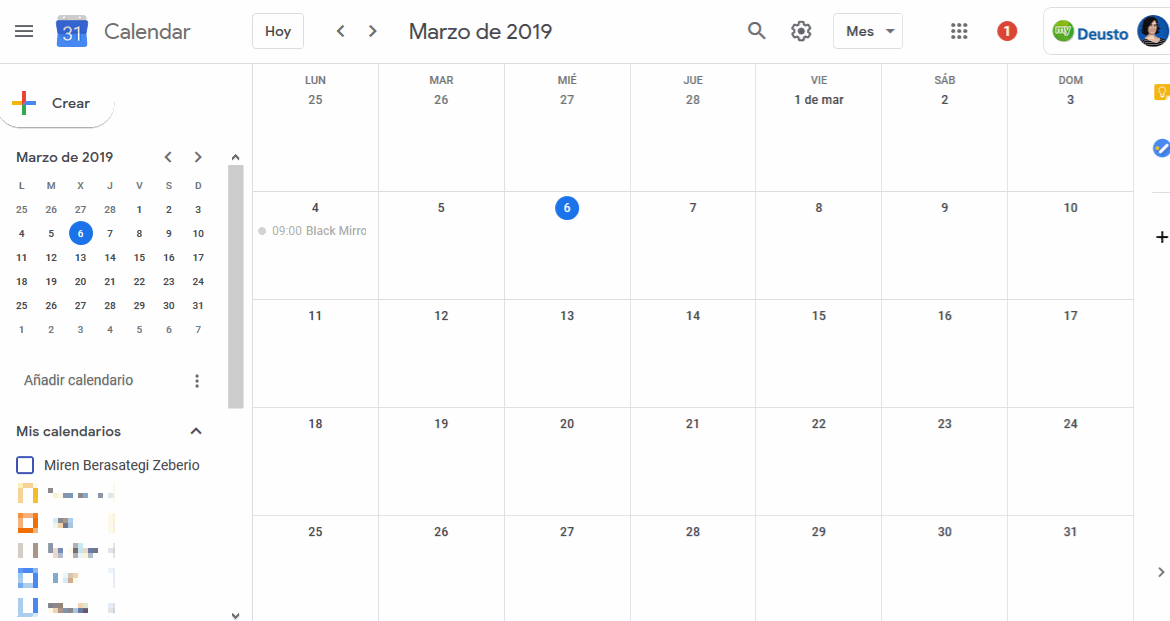 31 Calendar Hoy Marzo de 2019 Mes 1 my Deusto
Crear
Marzo de 2019
L M X J V S D
25 26 27 28 1 2 3
4 5 6 7 8 9 10
11 12 13 14 15 16 17
18 19 20 21 22 23 24
25 26 27 28 29 30 31
1 2 3 4 5 6 7
Añadir calendario
Mis calendarios
Miren Berasategi Zeberio
LUN MAR MIÉ JUE VIE SÁB DOM
25 26 27 28 1 de mar 2 3
4 5 6 7 8 9 10
09:00 Black Mirro
11 12 13 14 15 16 17
18 19 20 21 22 23 24
25 26 27 28 29 30 31